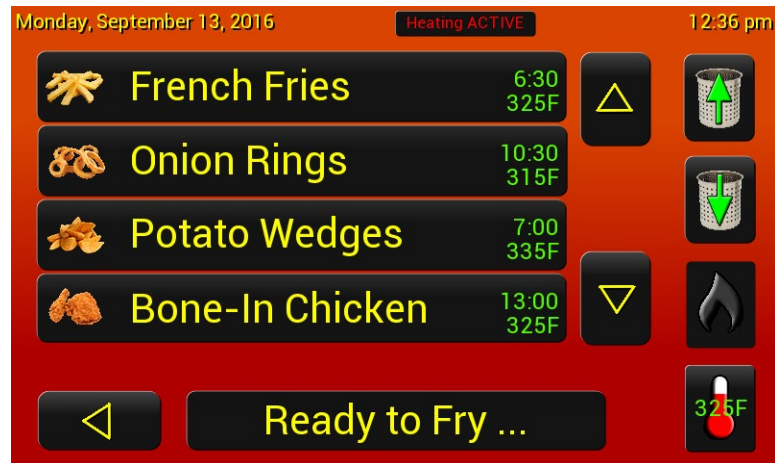 Monday, September 13, 2016 Heating ACTIVE 12:36 pm
French Fries 6:30
325F
Onion Rings 10:30
315F
Potato Wedges 7:00
335F
Bone-In Chicken 13:00
325F
Ready to Fry ...
325F